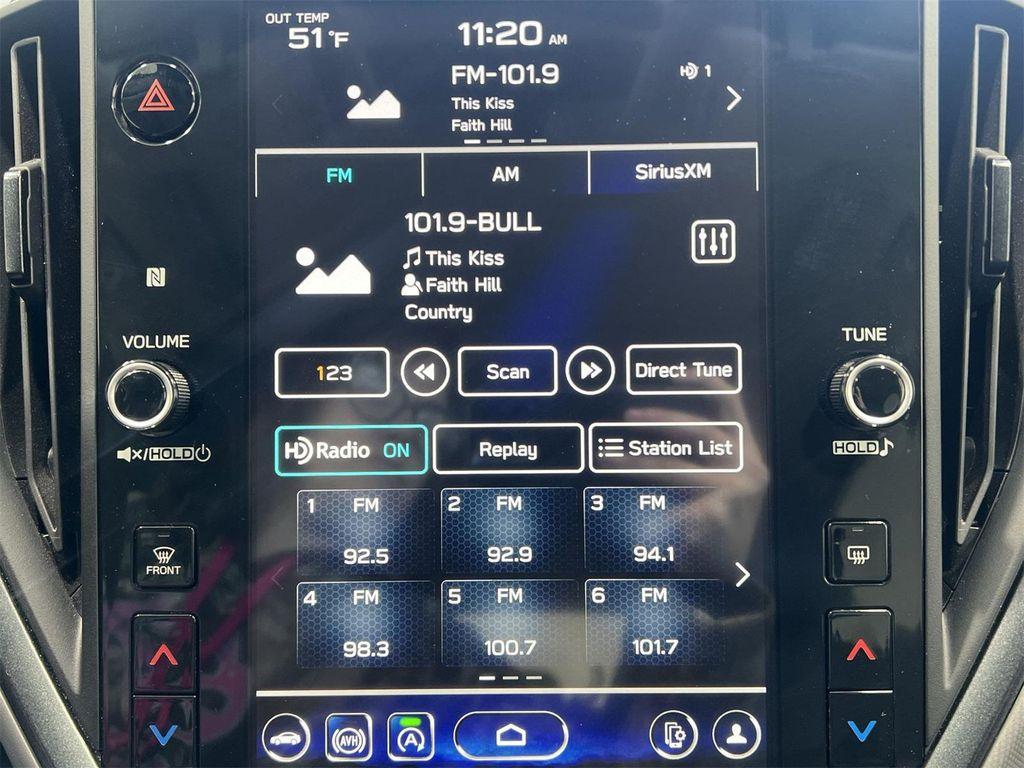 OUT TEMP
51°F
11:20 AM
FM-101.9
HD 1
This Kiss
Faith Hill
FM
AM
SiriusXM
101.9-BULL
This Kiss
Faith Hill
Country
VOLUME
TUNE
123
Scan
Direct Tune
/HOLD
HOLD
HD Radio ON
Replay
Station List
1 FM
92.5
2 FM
92.9
3 FM
94.1
FRONT
4 FM
98.3
5 FM
100.7
6 FM
101.7
AVH
A